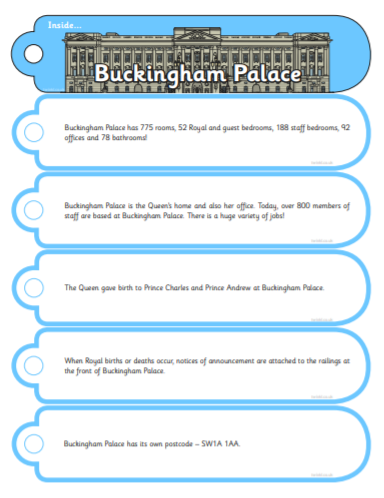 Inside...
Buckingham Palace
Buckingham Palace has 775 rooms, 52 Royal and guest bedrooms, 188 staff bedrooms, 92
offices and 78 bathrooms!
Buckingham Palace is the Queen's home and also her office. Today, over 800 members of
staff are based at Buckingham Palace. There is a huge variety of jobs!
The Queen gave birth to Prince Charles and Prince Andrew at Buckingham Palace.
When Royal births or deaths occur, notices of announcement are attached to the railings at
the front of Buckingham Palace.
Buckingham Palace has its own postcode – SW1A 1AA.